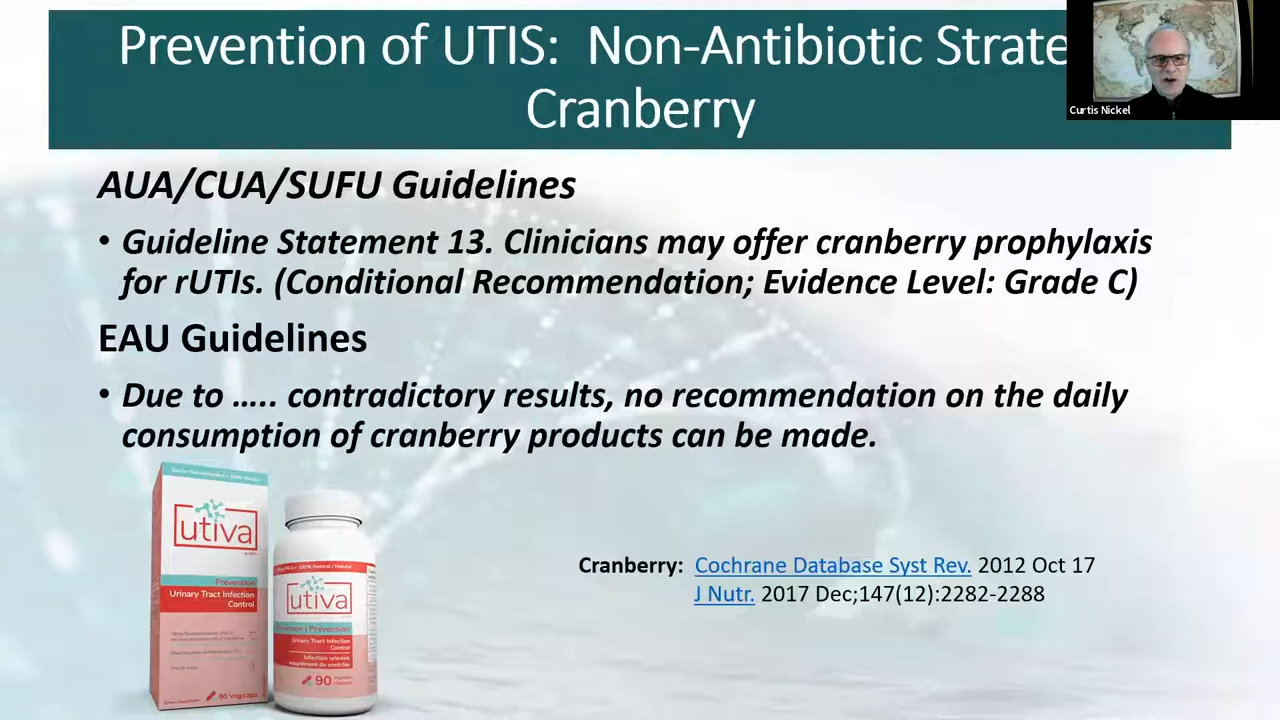 Prevention of UTIS: Non-Antibiotic Strate
Cranberry
Curtis Nickel
AUA/CUA/SUFU Guidelines
• Guideline Statement 13. Clinicians may offer cranberry prophylaxis
for rUTIs. (Conditional Recommendation; Evidence Level: Grade C)
EAU Guidelines
• Due to ….. contradictory results, no recommendation on the daily
consumption of cranberry products can be made.
utiva
Prevention
Urinary Tract Infection
Control
90 Vegicaps
utiva
Prevention | Prévention
Urinary Tract Infection
Control
Infection urinaire
90
Cranberry: Cochrane Database Syst Rev. 2012 Oct 17
J Nutr. 2017 Dec;147(12):2282-2288